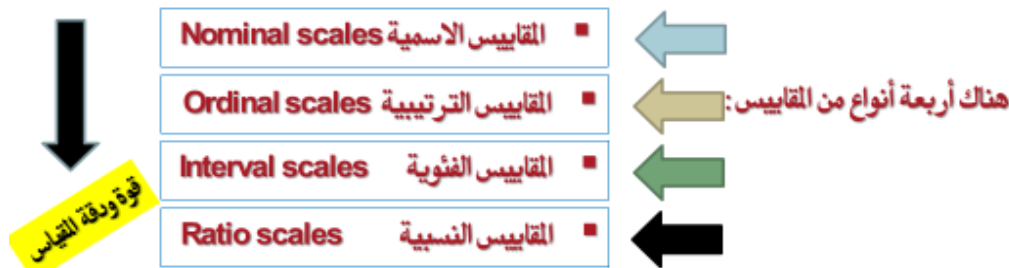 هناك أربعة أنواع من المقاييس:
▪ المقاييس الاسمية Nominal scales
▪ المقاييس الترتيبية Ordinal scales
▪ المقاييس الفئوية Interval scales
▪ المقاييس النسبية Ratio scales
قوة ودقة المقياس